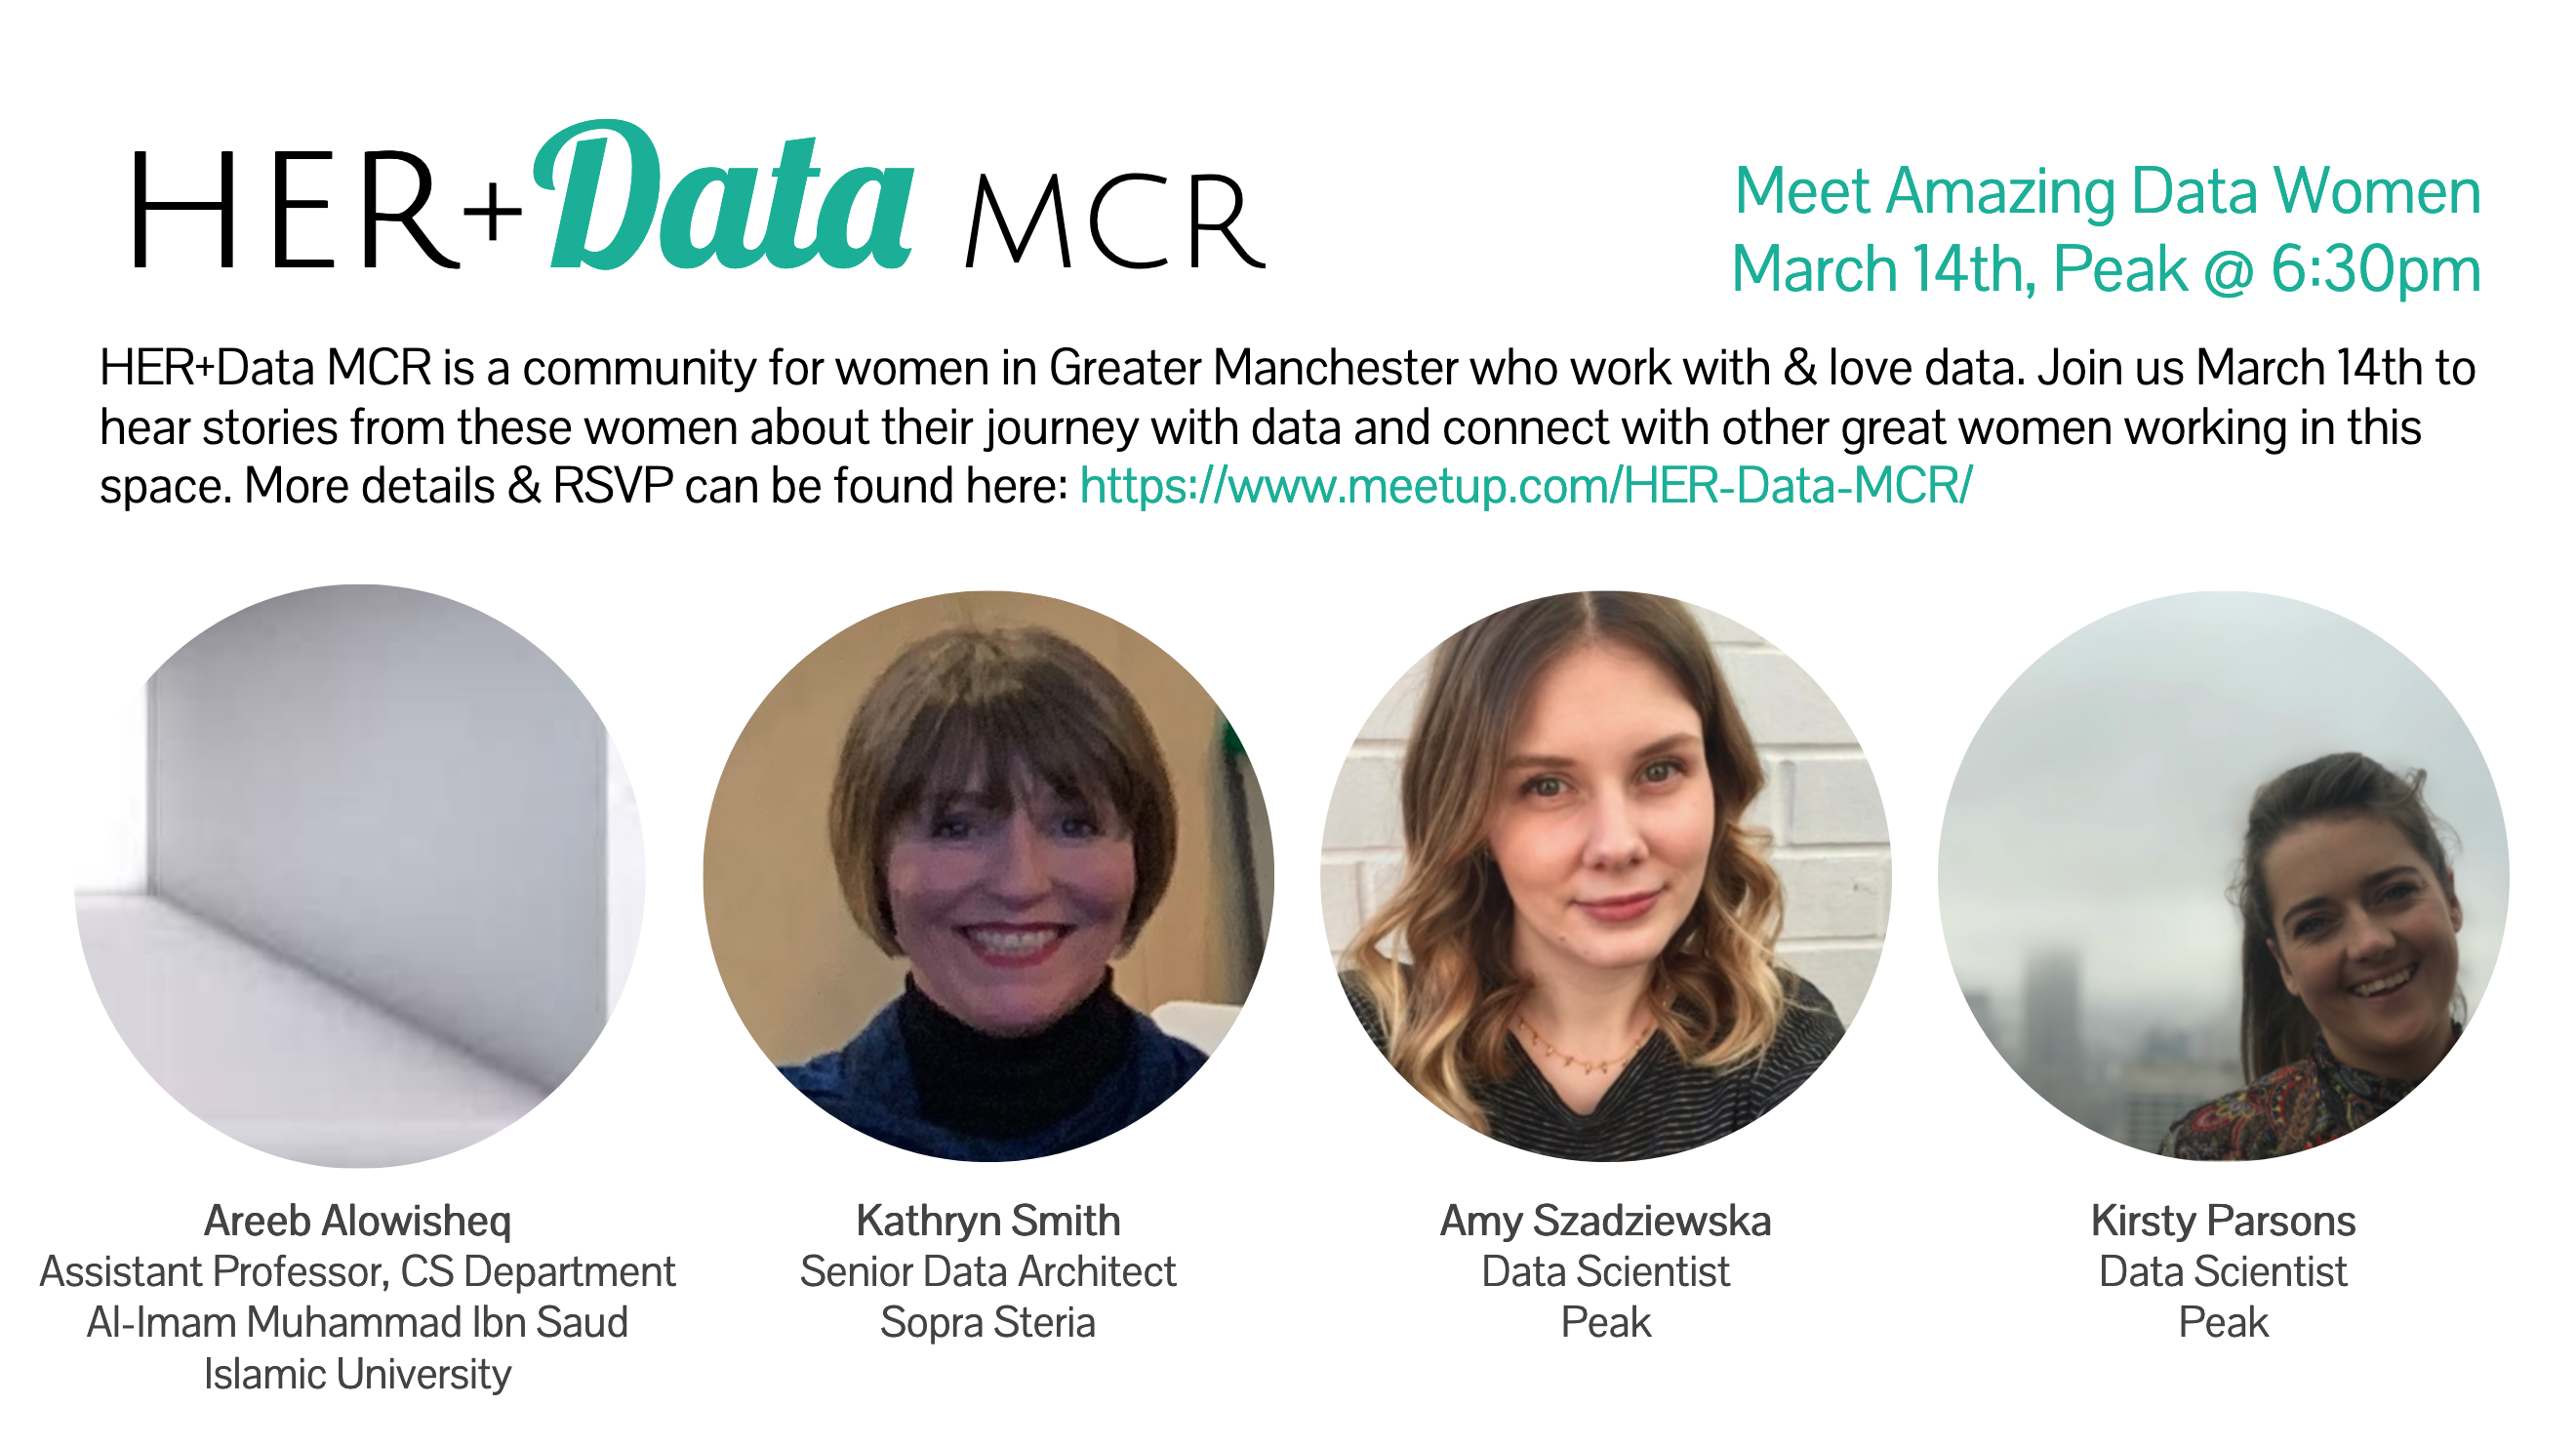 HER+Data MCR
Meet Amazing Data Women
March 14th, Peak @ 6:30pm
HER+Data MCR is a community for women in Greater Manchester who work with & love data. Join us March 14th to
hear stories from these women about their journey with data and connect with other great women working in this
space. More details & RSVP can be found here: https://www.meetup.com/HER-Data-MCR/
Areeb Alowisheq
Assistant Professor, CS Department
Al-Imam Muhammad Ibn Saud
Islamic University
Kathryn Smith
Senior Data Architect
Sopra Steria
Amy Szadziewska
Data Scientist
Peak
Kirsty Parsons
Data Scientist
Peak